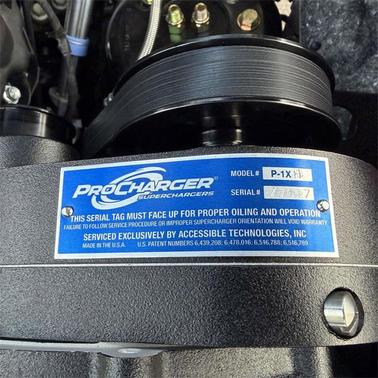 PROCHARGER
SUPERCHARGERS
MODEL# P-1X
SERIAL#
THIS SERIAL TAG MUST FACE UP FOR PROPER OILING AND OPERATION
FAILURE TO FOLLOW SERVICE PROCEDURE OR IMPROPER SUPERCHARGER ORIENTATION WILL VOID WARRANTY
SERVICED EXCLUSIVELY BY ACCESSIBLE TECHNOLOGIES, INC
MADE IN THE U.S.A. U.S. PATENT NUMBERS 6,439,208; 6,478,016; 6,516,788; 6,516,789